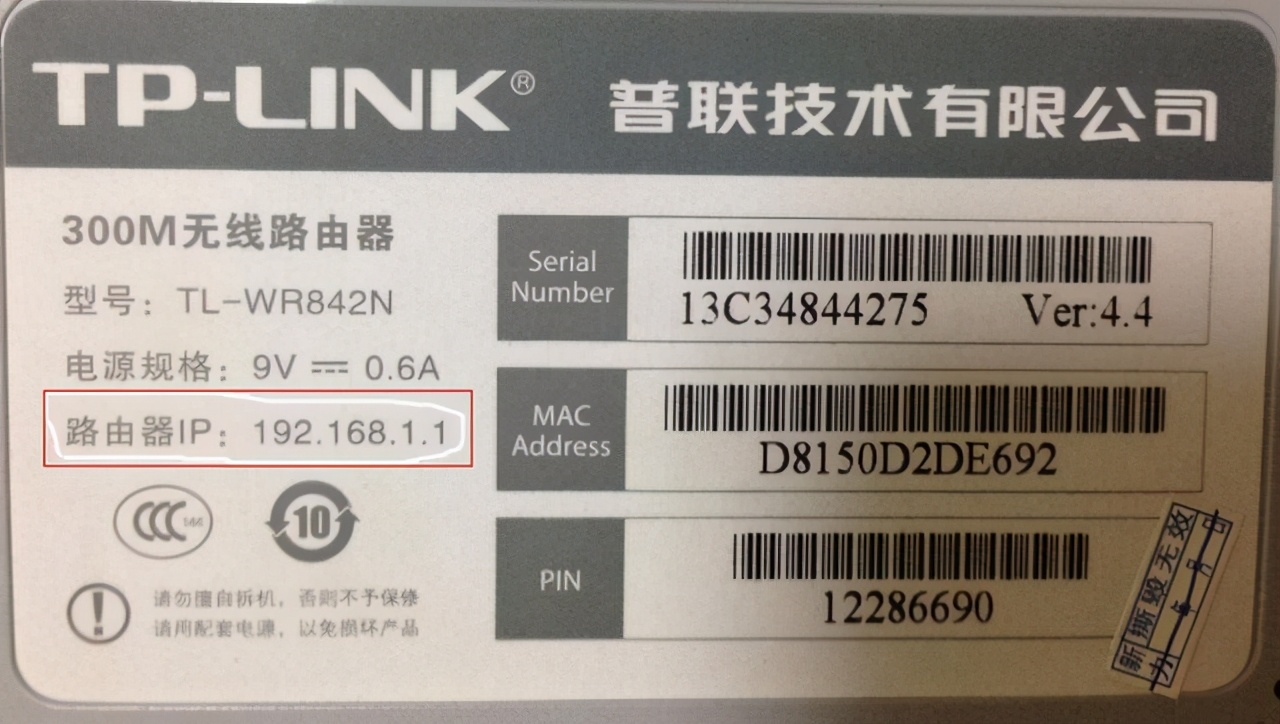 TP-LINK®
普联技术有限公司
300M无线路由器
型号：TL-WR842N
电源规格：9V ⎓ 0.6A
路由器IP：192.168.1.1
CCC S&E
10
请勿擅自拆机，否则不予保修
请用配套电源，以免损坏产品
Serial
Number
13C34844275 Ver:4.4
MAC
Address
D8150D2DE692
PIN
12286690
撕毁无效